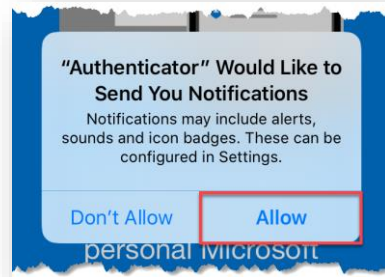 “Authenticator” Would Like to
Send You Notifications
Notifications may include alerts,
sounds and icon badges. These can be
configured in Settings.
Don’t Allow
Allow
personal Microsoft